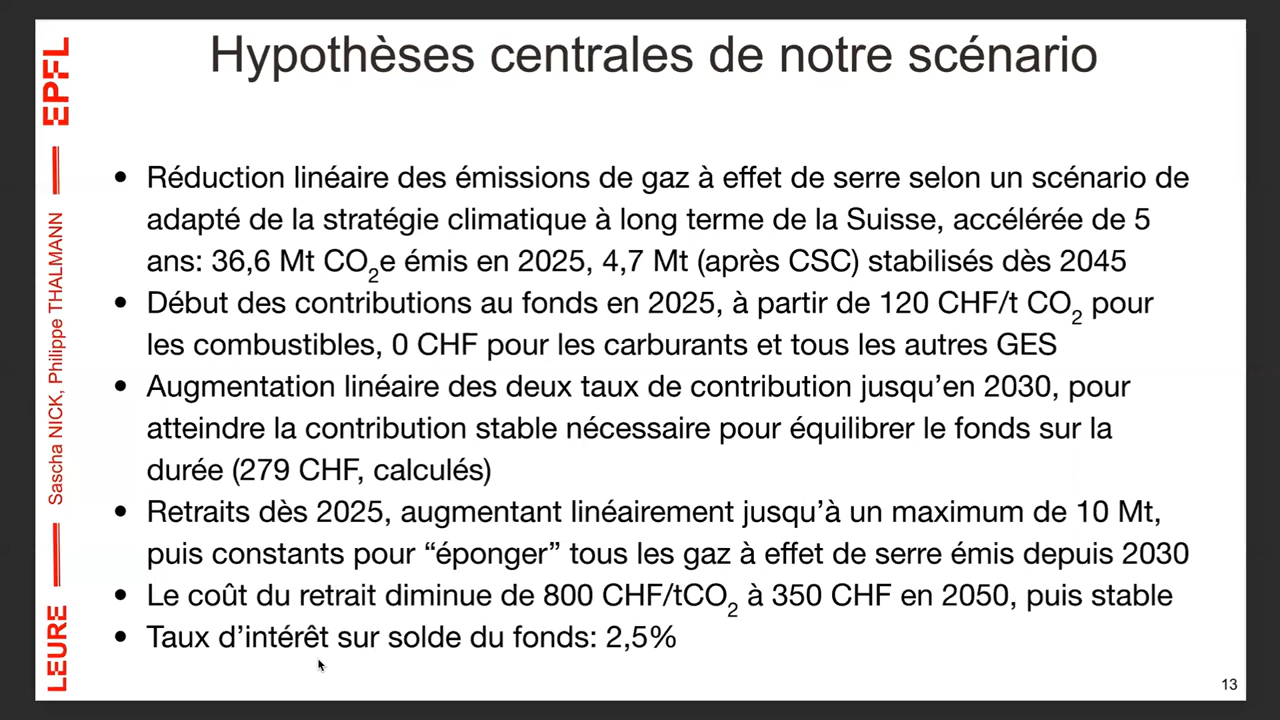 Hypothèses centrales de notre scénario
EPFL
Sascha NICK, Philippe THALMANN
LEURE
• Réduction linéaire des émissions de gaz à effet de serre selon un scénario de
adapté de la stratégie climatique à long terme de la Suisse, accélérée de 5
ans: 36,6 Mt CO₂e émis en 2025, 4,7 Mt (après CSC) stabilisés dès 2045
• Début des contributions au fonds en 2025, à partir de 120 CHF/t CO₂ pour
les combustibles, 0 CHF pour les carburants et tous les autres GES
• Augmentation linéaire des deux taux de contribution jusqu’en 2030, pour
atteindre la contribution stable nécessaire pour équilibrer le fonds sur la
durée (279 CHF, calculés)
• Retraits dès 2025, augmentant linéairement jusqu’à un maximum de 10 Mt,
puis constants pour “éponger” tous les gaz à effet de serre émis depuis 2030
• Le coût du retrait diminue de 800 CHF/tCO₂ à 350 CHF en 2050, puis stable
• Taux d’intérêt sur solde du fonds: 2,5%
13